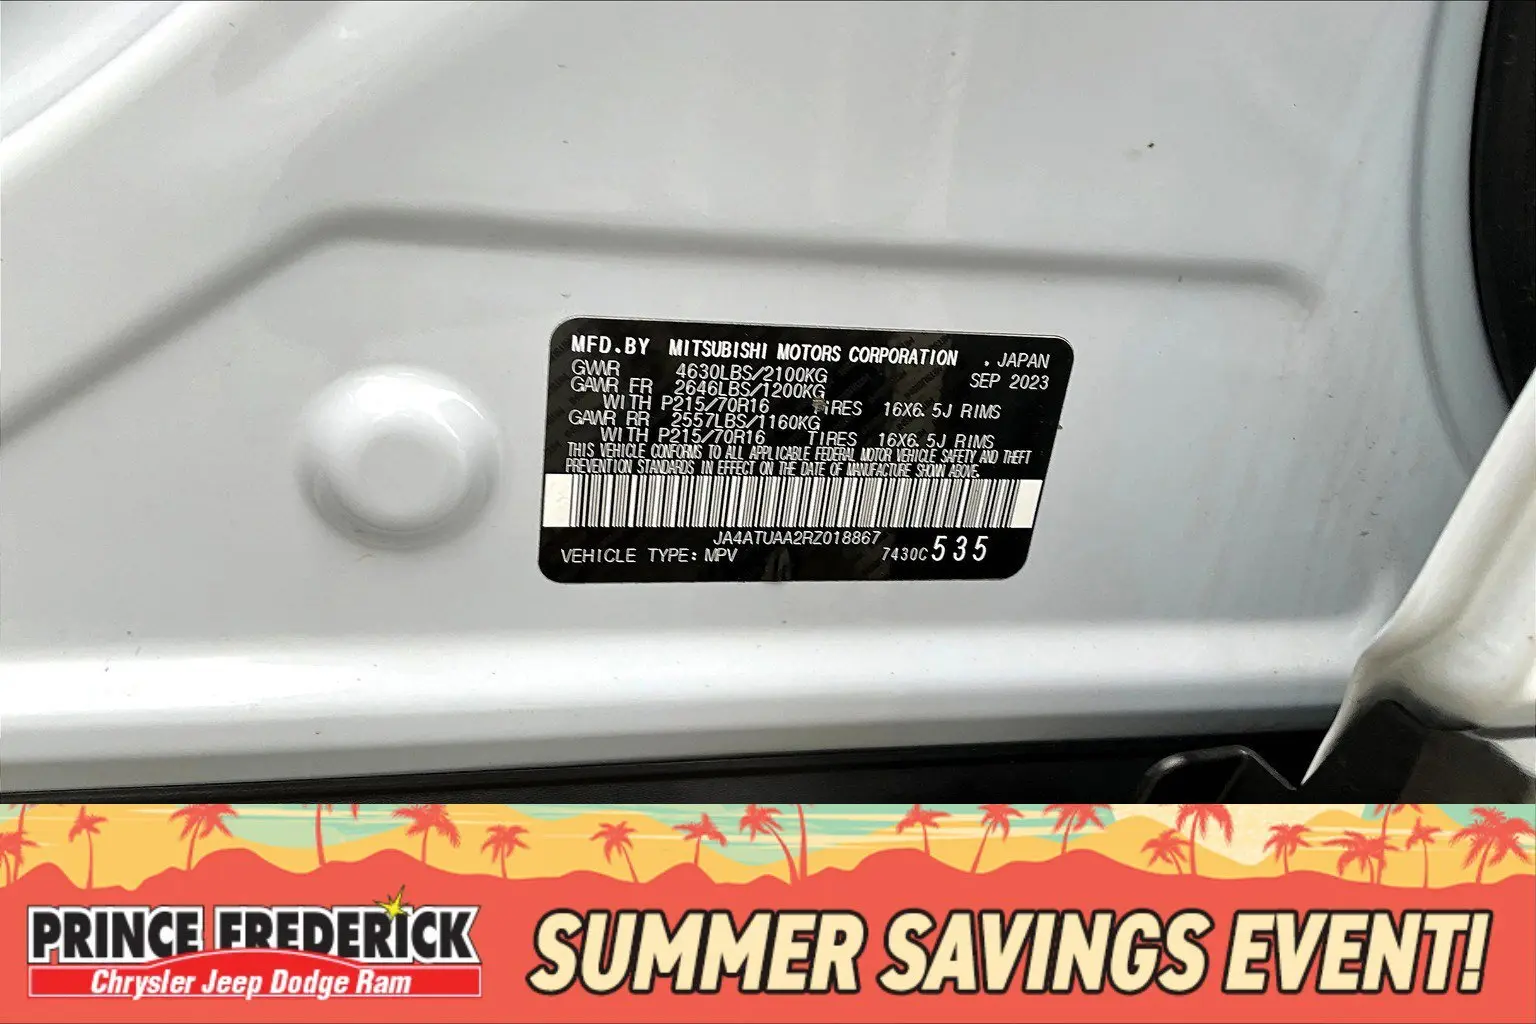 MFD.BY MITSUBISHI MOTORS CORPORATION . JAPAN
GVWR 4630LBS/2100KG SEP 2023
GAWR FR 2646LBS/1200KG
WITH P215/70R16 TIRES 16X6.5J RIMS
GAWR RR 2557LBS/1160KG
WITH P215/70R16 TIRES 16X6.5J RIMS
THIS VEHICLE CONFORMS TO ALL APPLICABLE FEDERAL MOTOR VEHICLE SAFETY AND THEFT
PREVENTION STANDARDS IN EFFECT ON THE DATE OF MANUFACTURE SHOWN ABOVE.
JA4ATUAA2RZ018867
VEHICLE TYPE: MPV 7430C 535
PRINCE FREDERICK
Chrysler Jeep Dodge Ram
SUMMER SAVINGS EVENT!